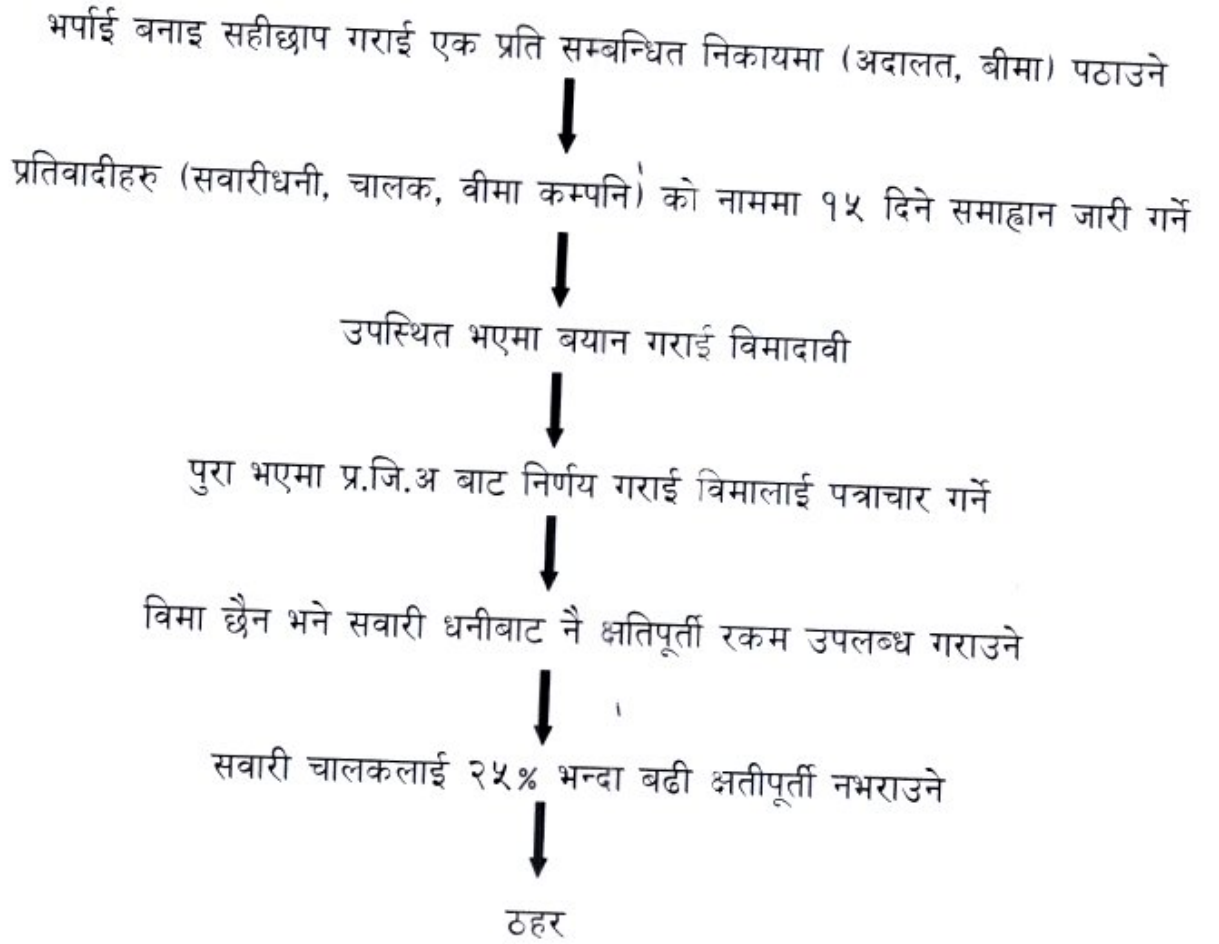 भर्पाई बनाइ सहीछाप गराई एक प्रति सम्बन्धित निकायमा (अदालत, बीमा) पठाउने
प्रतिवादीहरु (सवारीधनी, चालक, वीमा कम्पनि) को नाममा १५ दिने समाह्वान जारी गर्ने
उपस्थित भएमा बयान गराई विमादावी
पुरा भएमा प्र.जि.अ बाट निर्णय गराई विमालाई पत्राचार गर्ने
विमा छैन भने सवारी धनीबाट नै क्षतिपूर्ती रकम उपलब्ध गराउने
सवारी चालकलाई २५% भन्दा बढी क्षतीपूर्ती नभराउने
ठहर